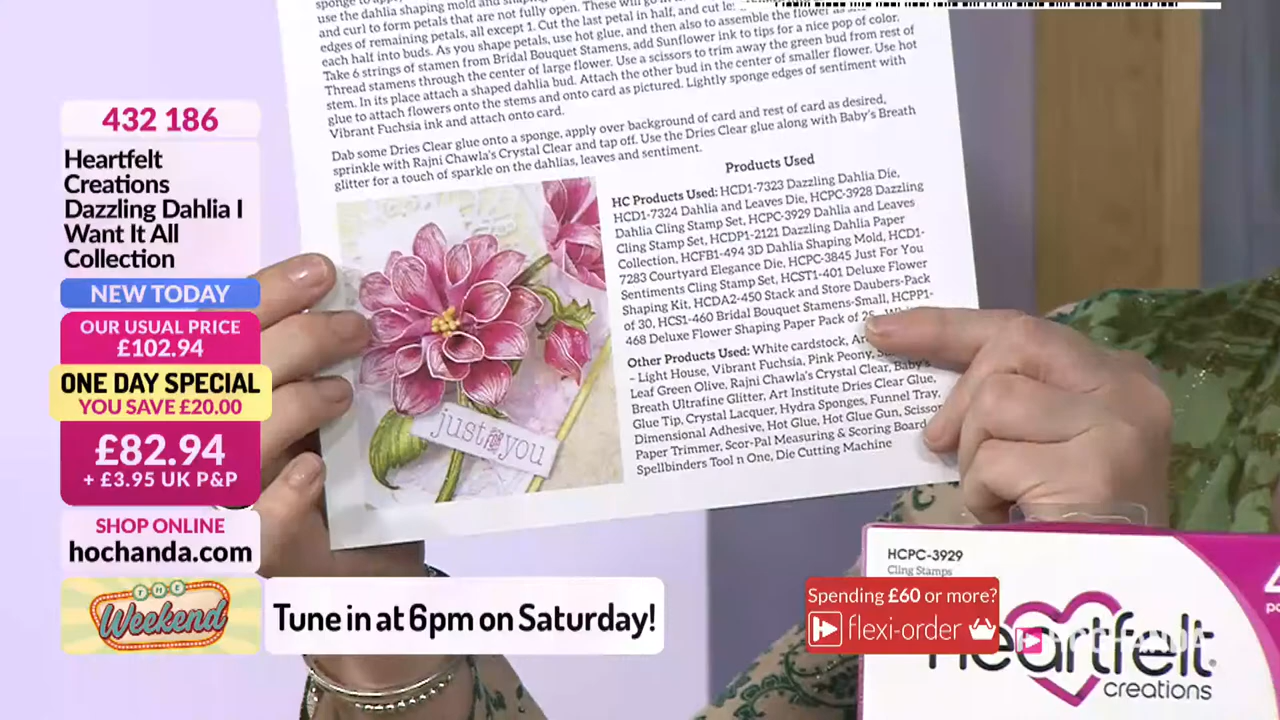 432 186
Heartfelt
Creations
Dazzling Dahlia I
Want It All
Collection
NEW TODAY
OUR USUAL PRICE
£102.94
ONE DAY SPECIAL
YOU SAVE £20.00
£82.94
+ £3.95 UK P&P
SHOP ONLINE
hochanda.com
THE
Weekend
Tune in at 6pm on Saturday!
and curl to form petals that are not fully open. These will go
edges of remaining petals, all except 1. Cut the last petal in half, and cut
each half into buds. As you shape petals, use hot glue, and then also to assemble the flower as
Take 6 strings of stamen from Bridal Bouquet Stamens, add Sunflower ink to tips for a nice pop of color.
Thread stamens through the center of large flower. Use a scissors to trim away the green bud from rest of
stem. In its place attach a shaped dahlia bud. Attach the other bud in the center of smaller flower. Use hot
glue to attach flowers onto the stems and onto card as pictured. Lightly sponge edges of sentiment with
Vibrant Fuchsia ink and attach onto card.
Dab some Dries Clear glue onto a sponge, apply over background of card and rest of card as desired,
sprinkle with Rajni Chawla's Crystal Clear and tap off. Use the Dries Clear glue along with Baby's Breath
glitter for a touch of sparkle on the dahlias, leaves and sentiment.
Products Used
HC Products Used: HCD1-7323 Dazzling Dahlia Die,
HCD1-7324 Dahlia and Leaves Die, HCPC-3928 Dazzling
Dahlia Cling Stamp Set, HCPC-3929 Dahlia and Leaves
Cling Stamp Set, HCDP1-2121 Dazzling Dahlia Paper
Collection, HCFB1-494 3D Dahlia Shaping Mold, HCD1-
7283 Courtyard Elegance Die, HCPC-3845 Just For You
Sentiments Cling Stamp Set, HCST1-401 Deluxe Flower
Shaping Kit, HCDA2-450 Stack and Store Daubers-Pack
of 30, HCS1-460 Bridal Bouquet Stamens-Small, HCPP1-
468 Deluxe Flower Shaping Paper Pack of
Other Products Used: White cardstock,
– Light House, Vibrant Fuchsia, Pink Peony,
Leaf Green Olive, Rajni Chawla's Crystal Clear, Baby's
Breath Ultrafine Glitter, Art Institute Dries Clear Glue,
Glue Tip, Crystal Lacquer, Hydra Sponges, Funnel Tray,
Dimensional Adhesive, Hot Glue, Hot Glue Gun, Scissor
Paper Trimmer, Scor-Pal Measuring & Scoring Board
Spellbinders Tool n One, Die Cutting Machine
just for you
HCPC-3929
Cling Stamps
heartfelt
creations
Spending £60 or more?
flexi-order
HOCHANDA